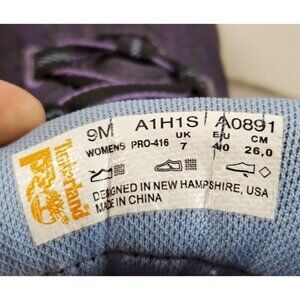 9M A1H1S A0891
WOMENS PRO-416 UK EU CM
7 40 26,0
DESIGNED IN NEW HAMPSHIRE, USA
MADE IN CHINA
Timberland
PRO